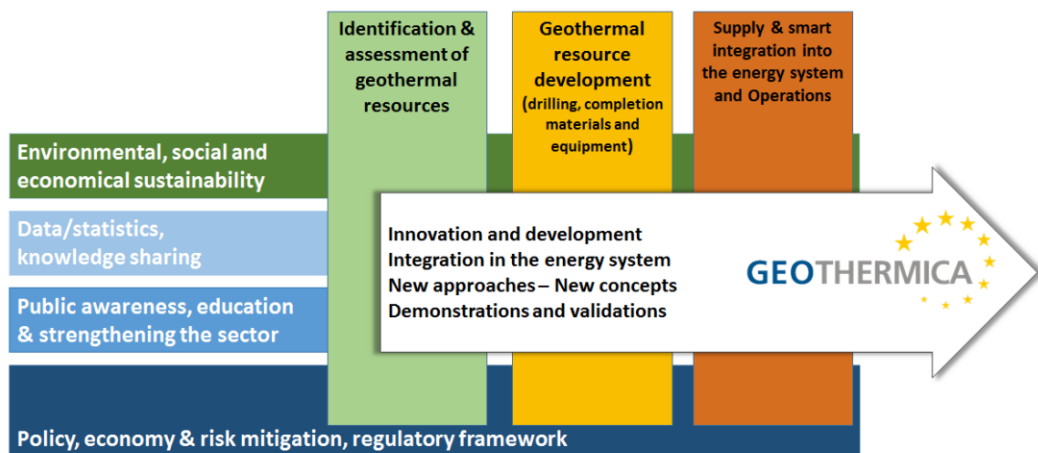 Identification &
assessment of
geothermal
resources
Geothermal
resource
development
(drilling, completion
materials and
equipment)
Supply & smart
integration into
the energy system
and Operations
Environmental, social and
economical sustainability
Data/statistics,
knowledge sharing
Public awareness, education
& strengthening the sector
Innovation and development
Integration in the energy system
New approaches – New concepts
Demonstrations and validations
GEOTHERMICA
Policy, economy & risk mitigation, regulatory framework